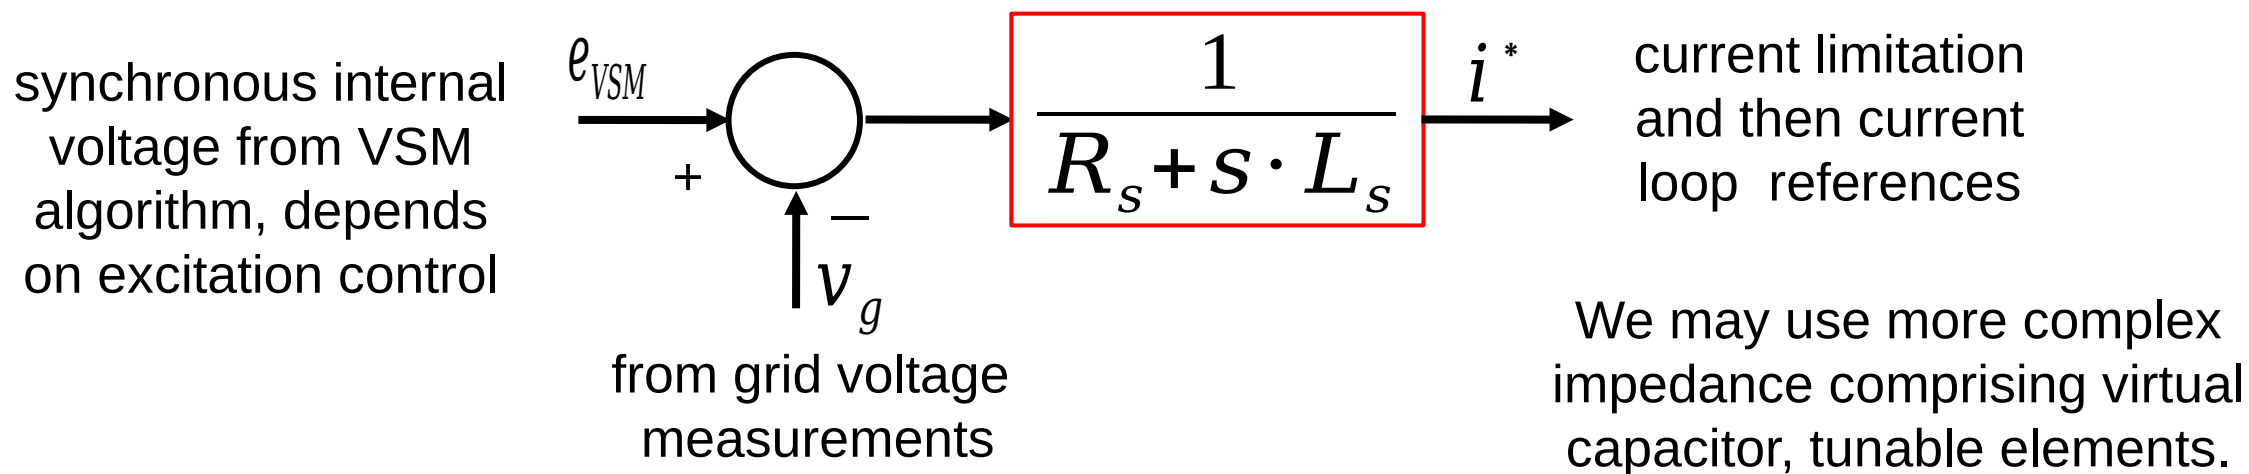 synchronous internal
voltage from VSM
algorithm, depends
on excitation control
e_VSM
+
−
v_g
from grid voltage
measurements
1
R_s + s · L_s
i*
current limitation
and then current
loop references
We may use more complex
impedance comprising virtual
capacitor, tunable elements.